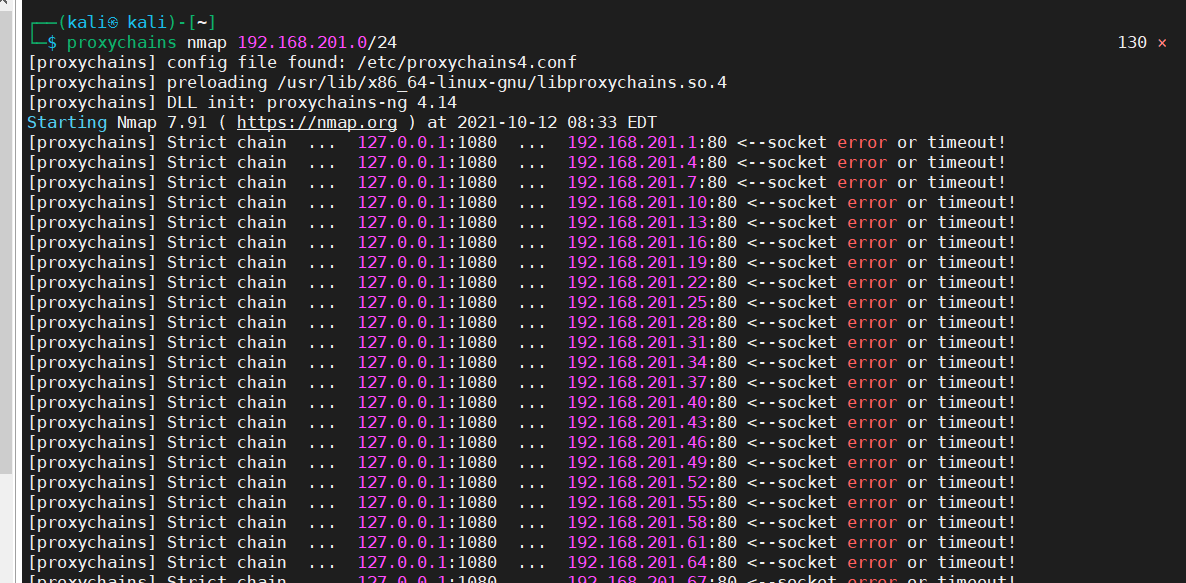 ┌──(kali㉿ kali)-[~]
└─$ proxychains nmap 192.168.201.0/24 130 ⨯
[proxychains] config file found: /etc/proxychains4.conf
[proxychains] preloading /usr/lib/x86_64-linux-gnu/libproxychains.so.4
[proxychains] DLL init: proxychains-ng 4.14
Starting Nmap 7.91 ( https://nmap.org ) at 2021-10-12 08:33 EDT
[proxychains] Strict chain ... 127.0.0.1:1080 ... 192.168.201.1:80 <--socket error or timeout!
[proxychains] Strict chain ... 127.0.0.1:1080 ... 192.168.201.4:80 <--socket error or timeout!
[proxychains] Strict chain ... 127.0.0.1:1080 ... 192.168.201.7:80 <--socket error or timeout!
[proxychains] Strict chain ... 127.0.0.1:1080 ... 192.168.201.10:80 <--socket error or timeout!
[proxychains] Strict chain ... 127.0.0.1:1080 ... 192.168.201.13:80 <--socket error or timeout!
[proxychains] Strict chain ... 127.0.0.1:1080 ... 192.168.201.16:80 <--socket error or timeout!
[proxychains] Strict chain ... 127.0.0.1:1080 ... 192.168.201.19:80 <--socket error or timeout!
[proxychains] Strict chain ... 127.0.0.1:1080 ... 192.168.201.22:80 <--socket error or timeout!
[proxychains] Strict chain ... 127.0.0.1:1080 ... 192.168.201.25:80 <--socket error or timeout!
[proxychains] Strict chain ... 127.0.0.1:1080 ... 192.168.201.28:80 <--socket error or timeout!
[proxychains] Strict chain ... 127.0.0.1:1080 ... 192.168.201.31:80 <--socket error or timeout!
[proxychains] Strict chain ... 127.0.0.1:1080 ... 192.168.201.34:80 <--socket error or timeout!
[proxychains] Strict chain ... 127.0.0.1:1080 ... 192.168.201.37:80 <--socket error or timeout!
[proxychains] Strict chain ... 127.0.0.1:1080 ... 192.168.201.40:80 <--socket error or timeout!
[proxychains] Strict chain ... 127.0.0.1:1080 ... 192.168.201.43:80 <--socket error or timeout!
[proxychains] Strict chain ... 127.0.0.1:1080 ... 192.168.201.46:80 <--socket error or timeout!
[proxychains] Strict chain ... 127.0.0.1:1080 ... 192.168.201.49:80 <--socket error or timeout!
[proxychains] Strict chain ... 127.0.0.1:1080 ... 192.168.201.52:80 <--socket error or timeout!
[proxychains] Strict chain ... 127.0.0.1:1080 ... 192.168.201.55:80 <--socket error or timeout!
[proxychains] Strict chain ... 127.0.0.1:1080 ... 192.168.201.58:80 <--socket error or timeout!
[proxychains] Strict chain ... 127.0.0.1:1080 ... 192.168.201.61:80 <--socket error or timeout!
[proxychains] Strict chain ... 127.0.0.1:1080 ... 192.168.201.64:80 <--socket error or timeout!
[proxychains] Strict chain ... 127.0.0.1:1080 ... 192.168.201.67:80 <--socket error or timeout!